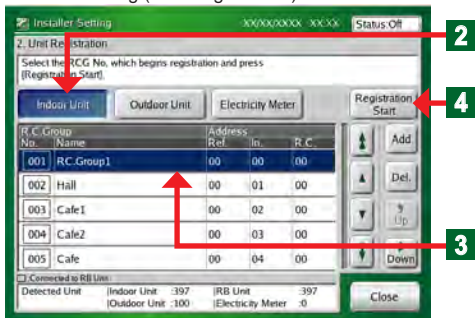 Installer Setting XX/XX/XXXX XX:XX Status:Off
2. Unit Registration
Select the RCG No. which begins registration and press
[Registration Start].
Indoor Unit Outdoor Unit Electricity Meter Registration Start
R.C.Group Address
No. Name Ref. In. R.C.
001 RC.Group1 00 00 00 Add
002 Hall 00 01 00 Del.
003 Cafe1 00 02 00 Up
004 Cafe2 00 03 00
005 Cafe 00 04 00 Down
Connected to RB Unit
Detected Unit |Indoor Unit :397 |RB Unit :397
|Outdoor Unit :100 |Electricity Meter :0 Close
2
4
3